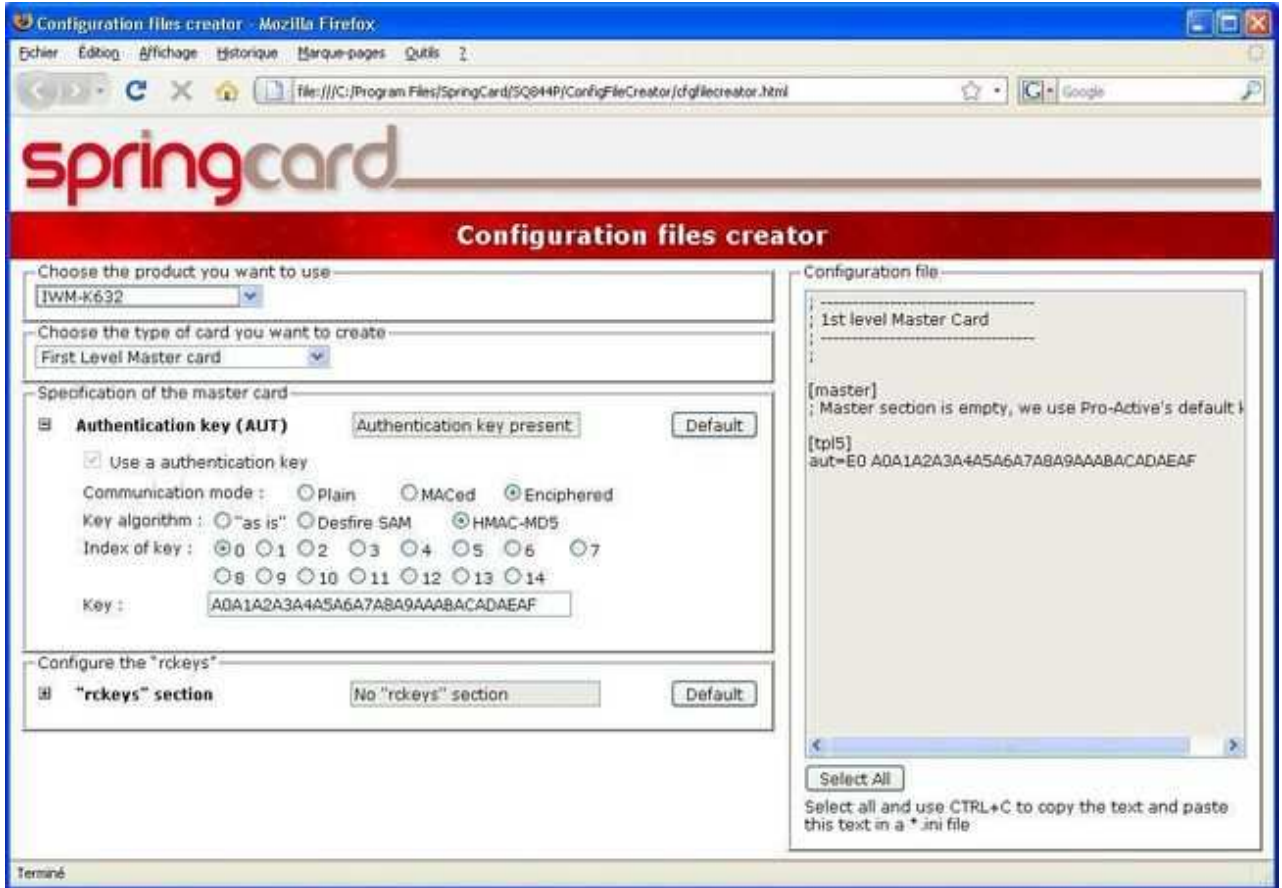 Configuration files creator - Mozilla Firefox
Fichier Édition Affichage Historique Marque-pages Outils ?
file:///C:/Program Files/SpringCard/SQ844P/ConfigFileCreator/cfgfilecreator.html
G Google
springcard
Configuration files creator
Choose the product you want to use
IWM-K632
Choose the type of card you want to create
First Level Master card
Specification of the master card
Authentication key (AUT) Authentication key present Default
Use a authentication key
Communication mode : Plain MACed Enciphered
Key algorithm : "as is" Desfire SAM HMAC-MD5
Index of key : 0 1 2 3 4 5 6 7
8 9 10 11 12 13 14
Key : A0A1A2A3A4A5A6A7A8A9AAABACADAEAF
Configure the "rckeys"
"rckeys" section No "rckeys" section Default
Configuration file
; -----------------------------------
; 1st level Master Card
; -----------------------------------
;
[master]
; Master section is empty, we use Pro-Active's default
[tpl5]
aut=E0 A0A1A2A3A4A5A6A7A8A9AAABACADAEAF
Select All
Select all and use CTRL+C to copy the text and paste
this text in a *.ini file
Terminé